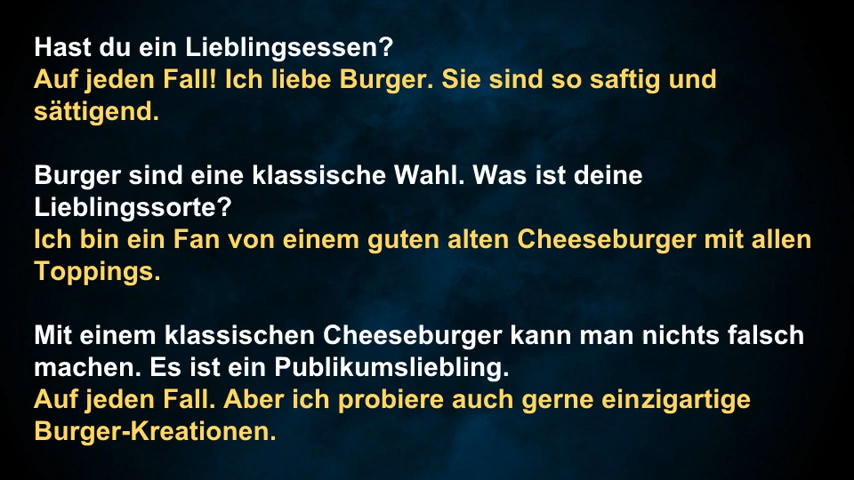 Hast du ein Lieblingsessen?
Auf jeden Fall! Ich liebe Burger. Sie sind so saftig und
sättigend.
Burger sind eine klassische Wahl. Was ist deine
Lieblingssorte?
Ich bin ein Fan von einem guten alten Cheeseburger mit allen
Toppings.
Mit einem klassischen Cheeseburger kann man nichts falsch
machen. Es ist ein Publikumsliebling.
Auf jeden Fall. Aber ich probiere auch gerne einzigartige
Burger-Kreationen.